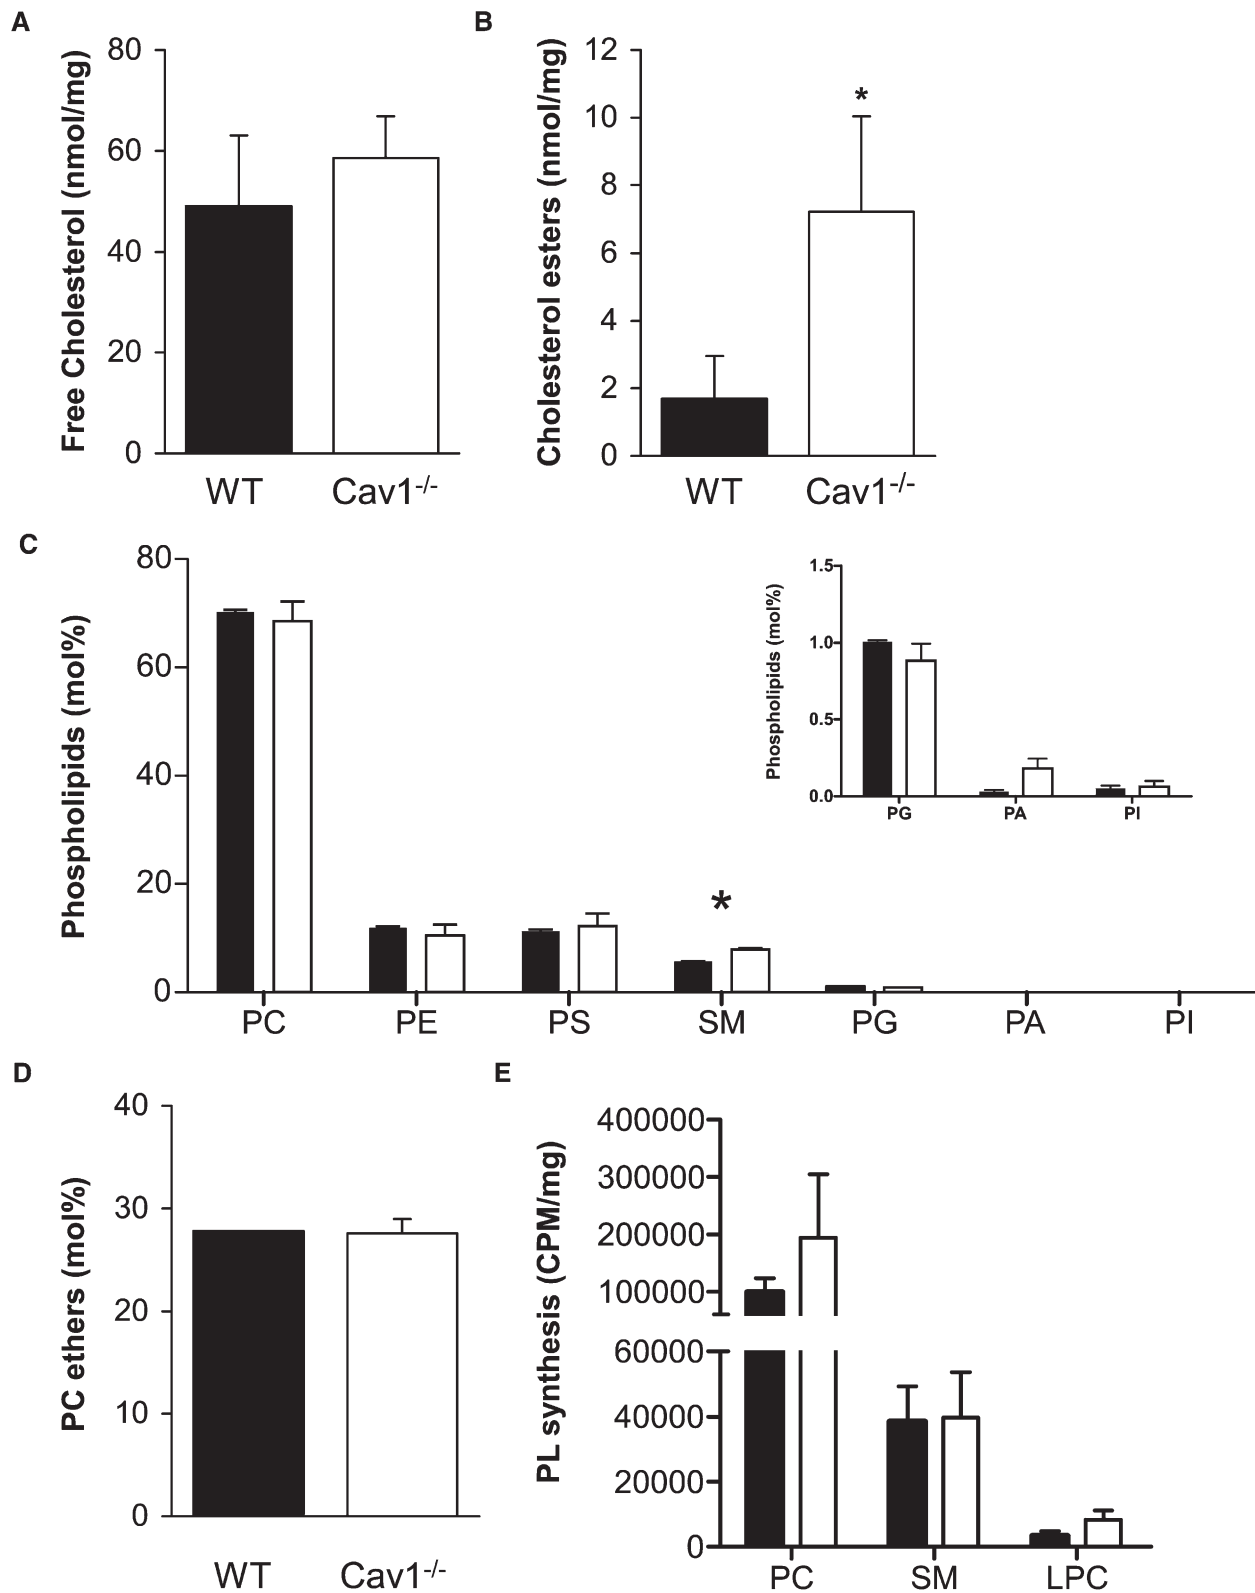 A
Free Cholesterol (nmol/mg)
80
60
40
20
0
WT
Cav1-/-
B
Cholesterol esters (nmol/mg)
12
10
8
6
4
2
0
*
WT
Cav1-/-
C
Phospholipids (mol%)
80
60
40
20
0
*
PC
PE
PS
SM
PG
PA
PI
Phospholipids (mol%)
1.5
1.0
0.5
0.0
PG
PA
PI
D
PC ethers (mol%)
40
30
20
10
0
WT
Cav1-/-
E
PL synthesis (CPM/mg)
400000
300000
200000
100000
60000
40000
20000
0
PC
SM
LPC